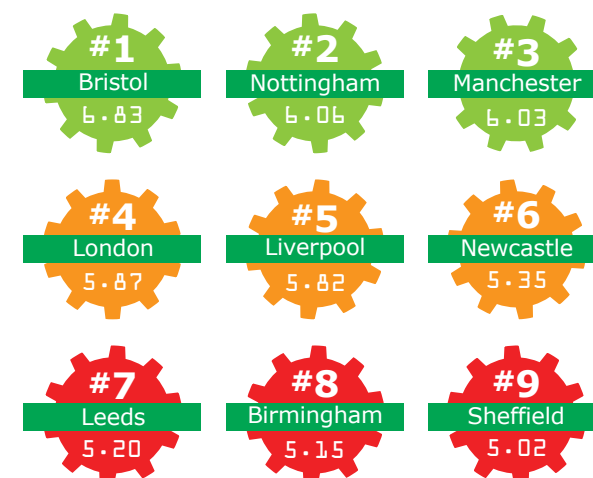 #1
Bristol
6.83
#2
Nottingham
6.06
#3
Manchester
6.03
#4
London
5.87
#5
Liverpool
5.82
#6
Newcastle
5.35
#7
Leeds
5.20
#8
Birmingham
5.15
#9
Sheffield
5.02